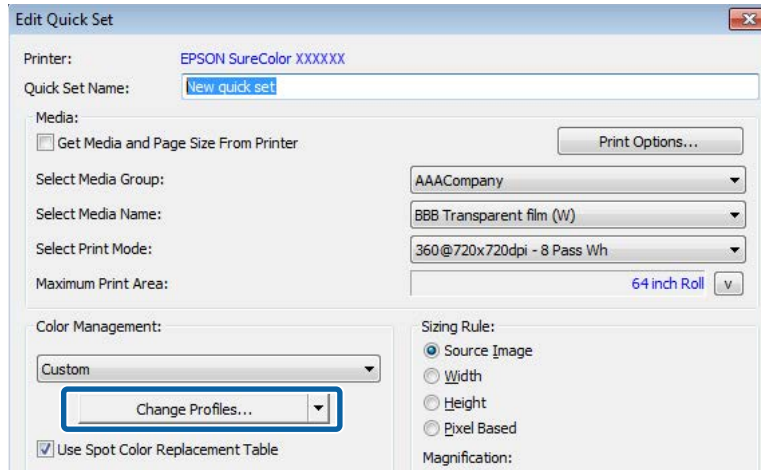 Edit Quick Set
Printer: EPSON SureColor XXXXXX
Quick Set Name: New quick set
Media:
Get Media and Page Size From Printer Print Options...
Select Media Group: AAACompany
Select Media Name: BBB Transparent film (W)
Select Print Mode: 360@720x720dpi - 8 Pass Wh
Maximum Print Area: 64 inch Roll v
Color Management:
Custom
Change Profiles...
Use Spot Color Replacement Table
Sizing Rule:
Source Image
Width
Height
Pixel Based
Magnification: